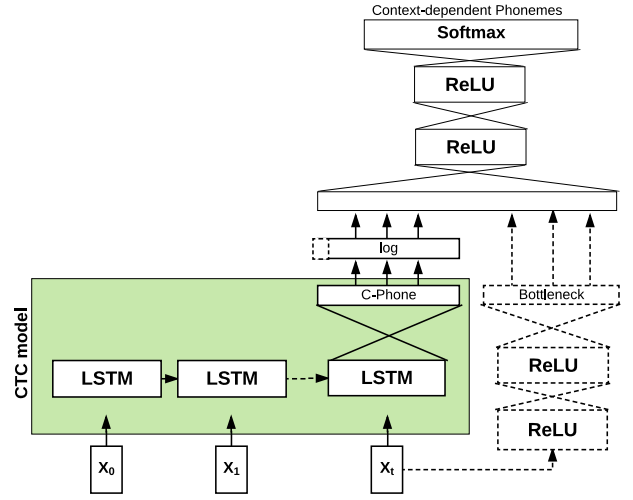 Context-dependent Phonemes
Softmax
ReLU
ReLU
log
C-Phone
Bottleneck
CTC model
LSTM
LSTM
LSTM
ReLU
ReLU
X0
X1
Xt